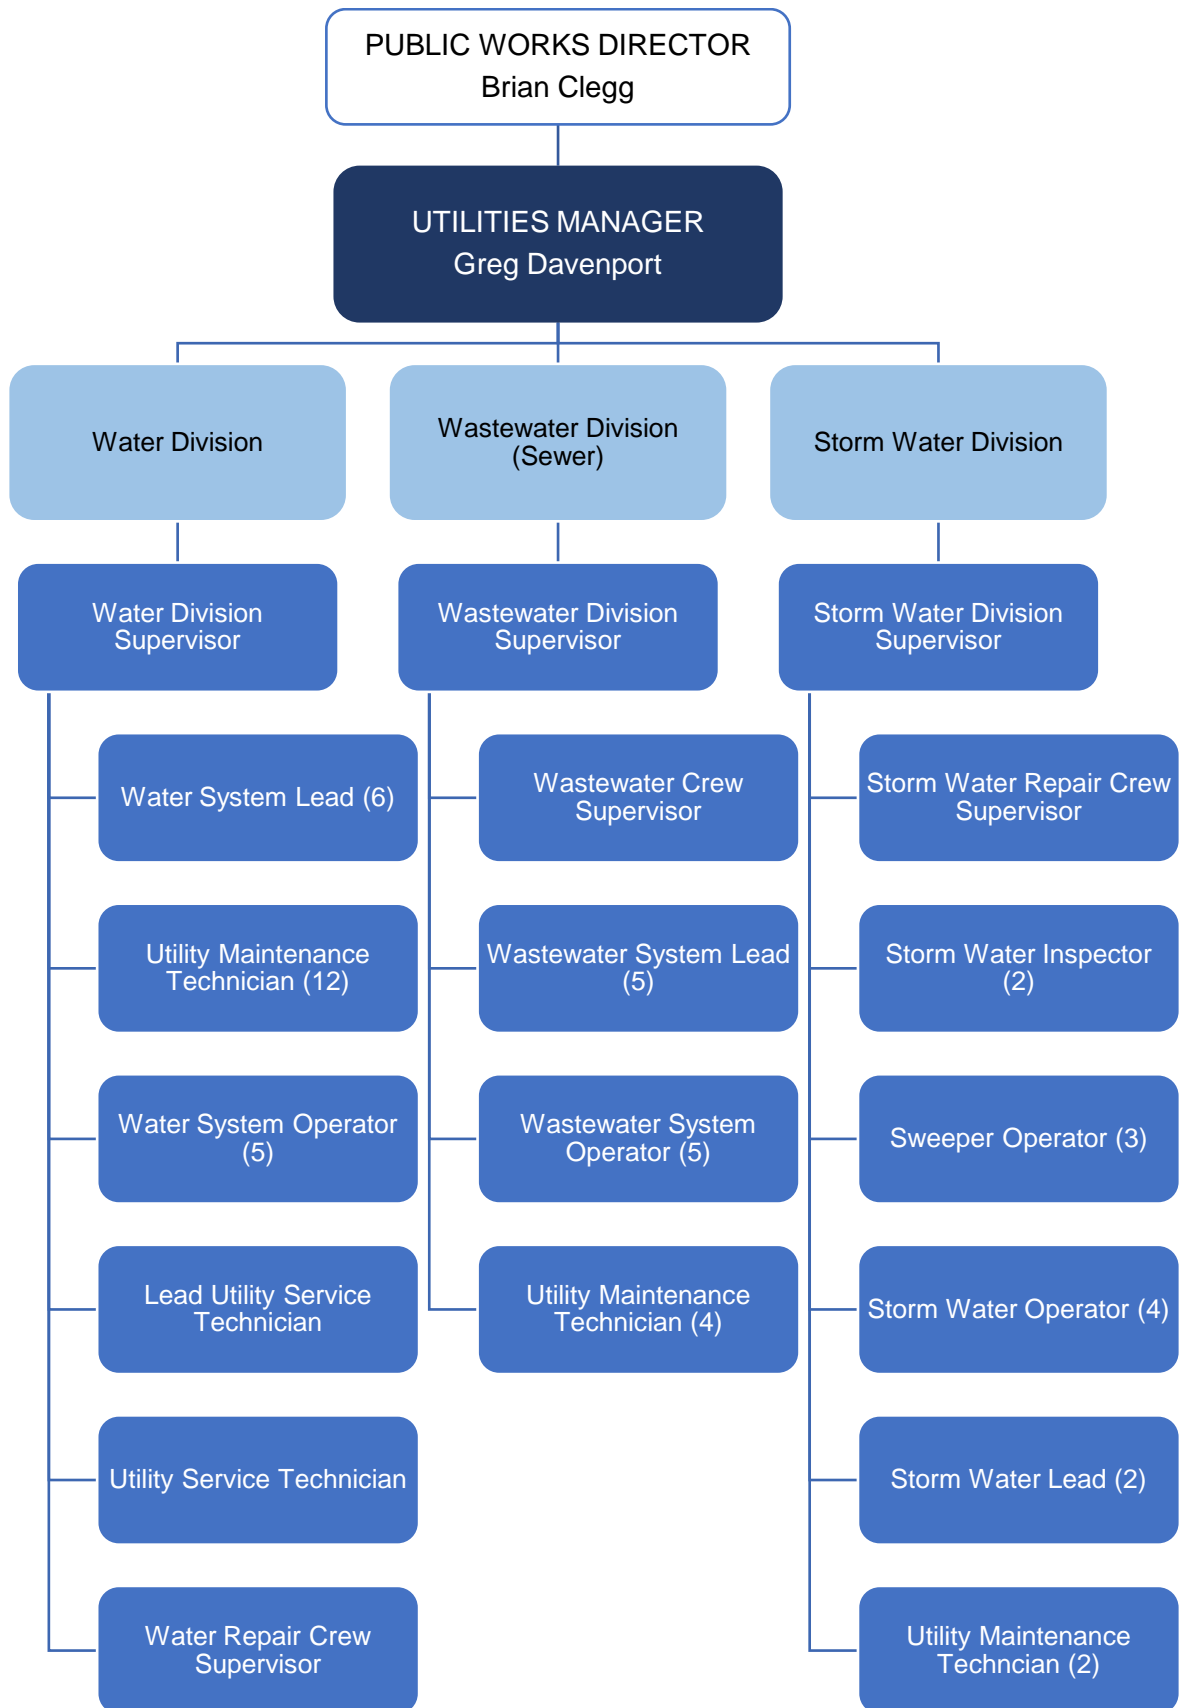 PUBLIC WORKS DIRECTOR
Brian Clegg
UTILITIES MANAGER
Greg Davenport
Water Division
Wastewater Division
(Sewer)
Storm Water Division
Water Division
Supervisor
Wastewater Division
Supervisor
Storm Water Division
Supervisor
Water System Lead (6)
Utility Maintenance
Technician (12)
Water System Operator
(5)
Lead Utility Service
Technician
Utility Service Technician
Water Repair Crew
Supervisor
Wastewater Crew
Supervisor
Wastewater System Lead
(5)
Wastewater System
Operator (5)
Utility Maintenance
Technician (4)
Storm Water Repair Crew
Supervisor
Storm Water Inspector
(2)
Sweeper Operator (3)
Storm Water Operator (4)
Storm Water Lead (2)
Utility Maintenance
Techncian (2)